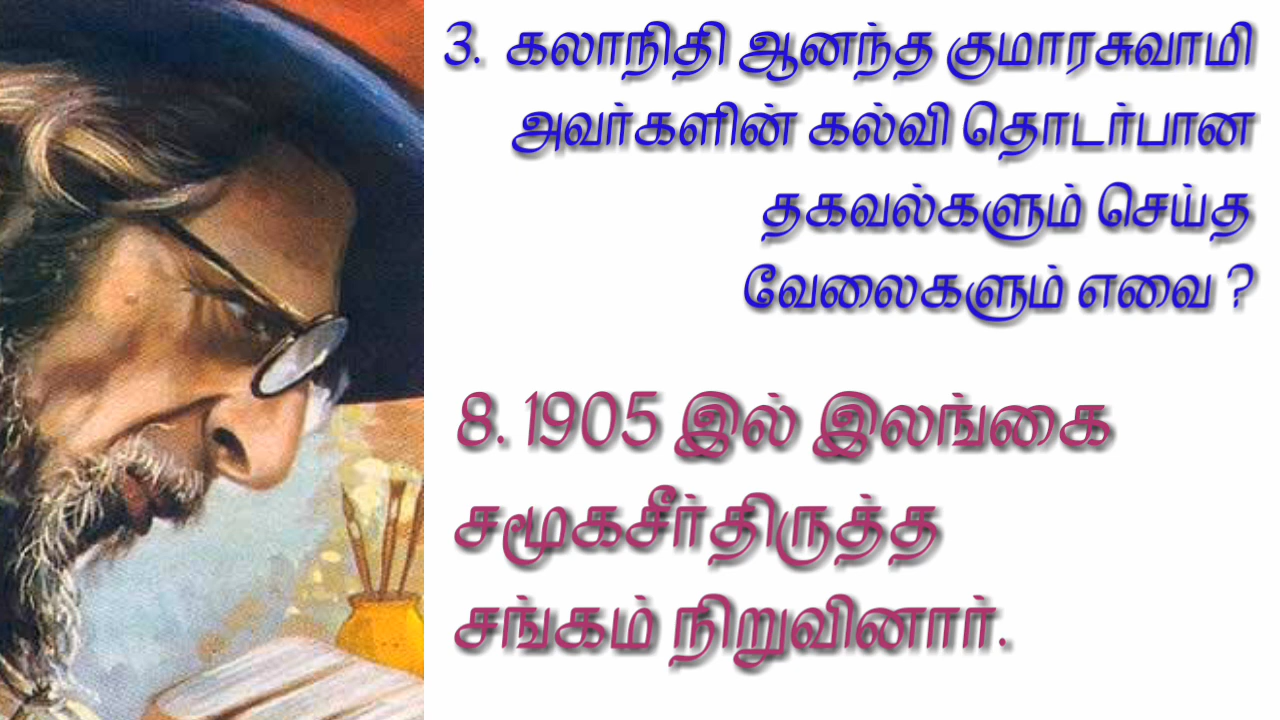 3. கலாநிதி ஆனந்த குமாரசுவாமி
அவர்களின் கல்வி தொடர்பான
தகவல்களும் செய்த
வேலைகளும் எவை ?
8. 1905 இல் இலங்கை
சமூகசீர்திருத்த
சங்கம் நிறுவினார்.